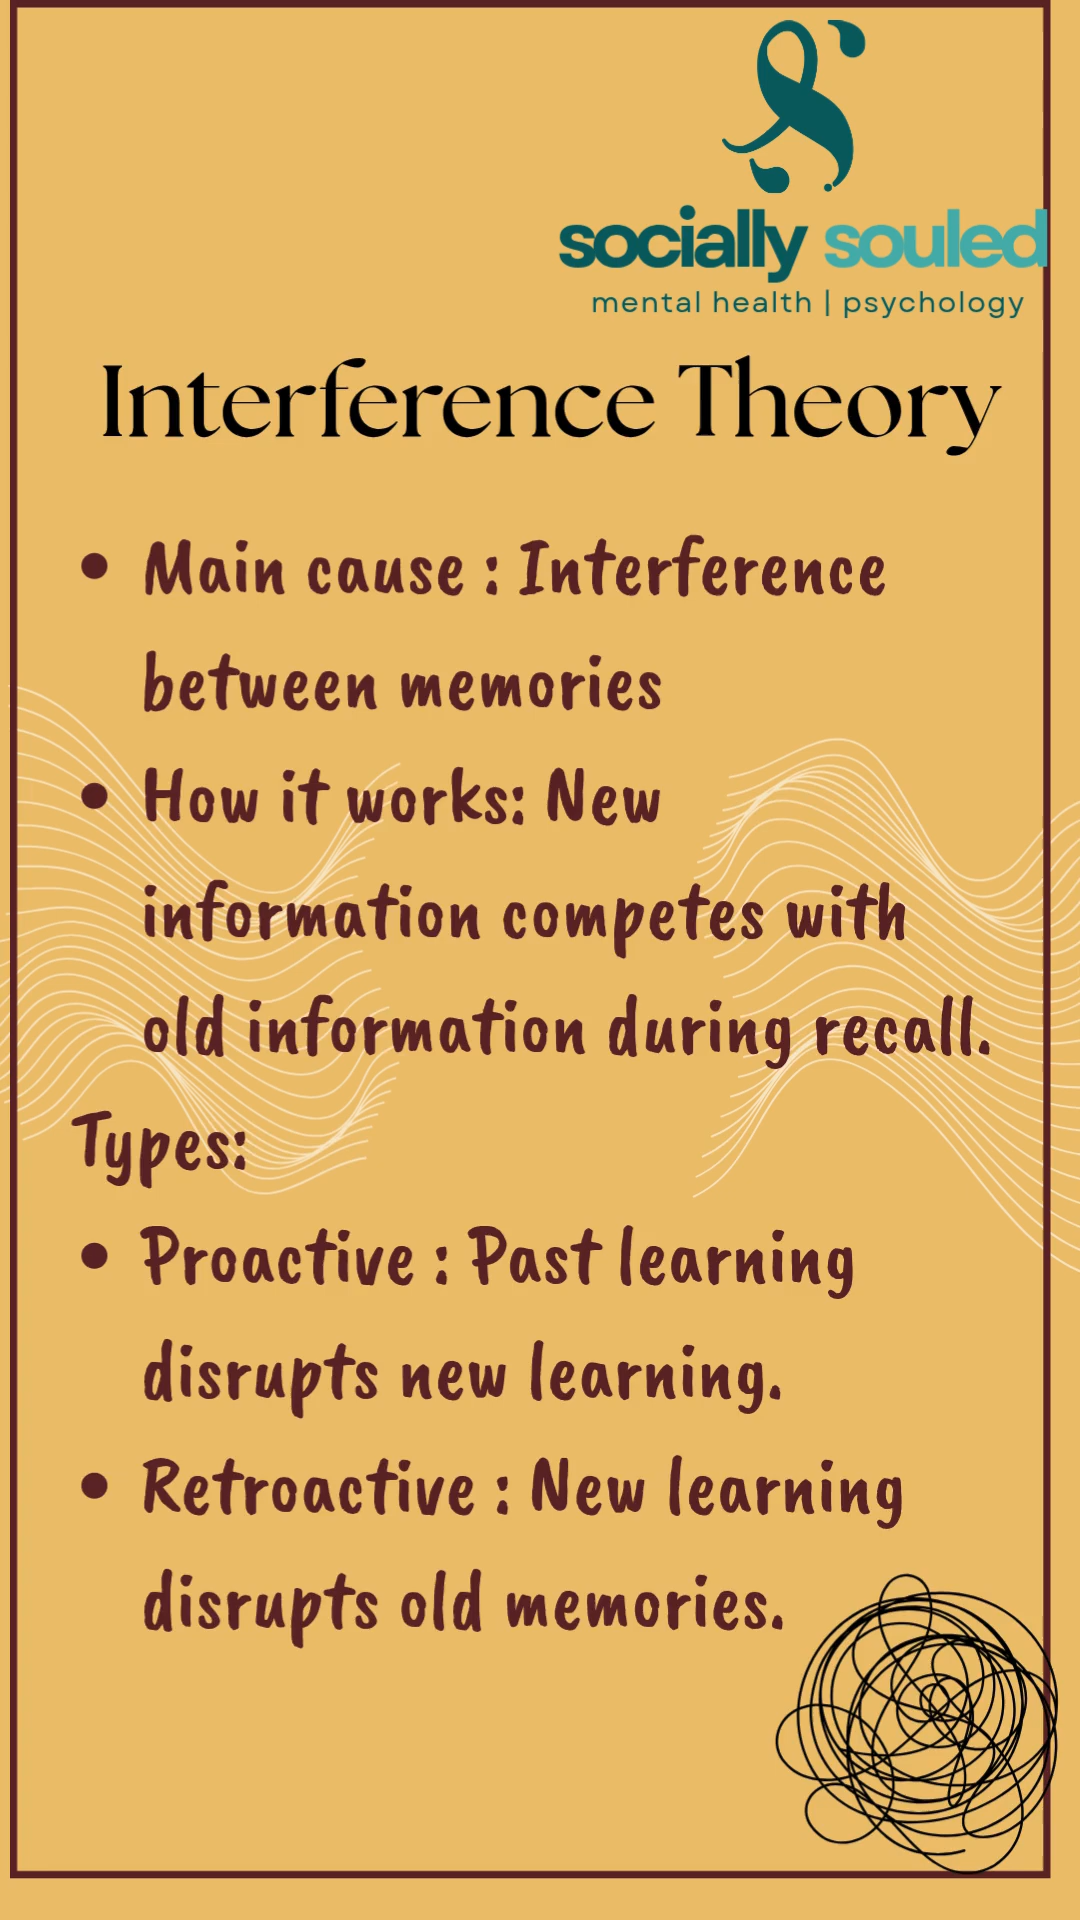 socially souled
mental health | psychology
Interference Theory
• Main cause : Interference
between memories
• How it works: New
information competes with
old information during recall.
Types:
• Proactive : Past learning
disrupts new learning.
• Retroactive : New learning
disrupts old memories.